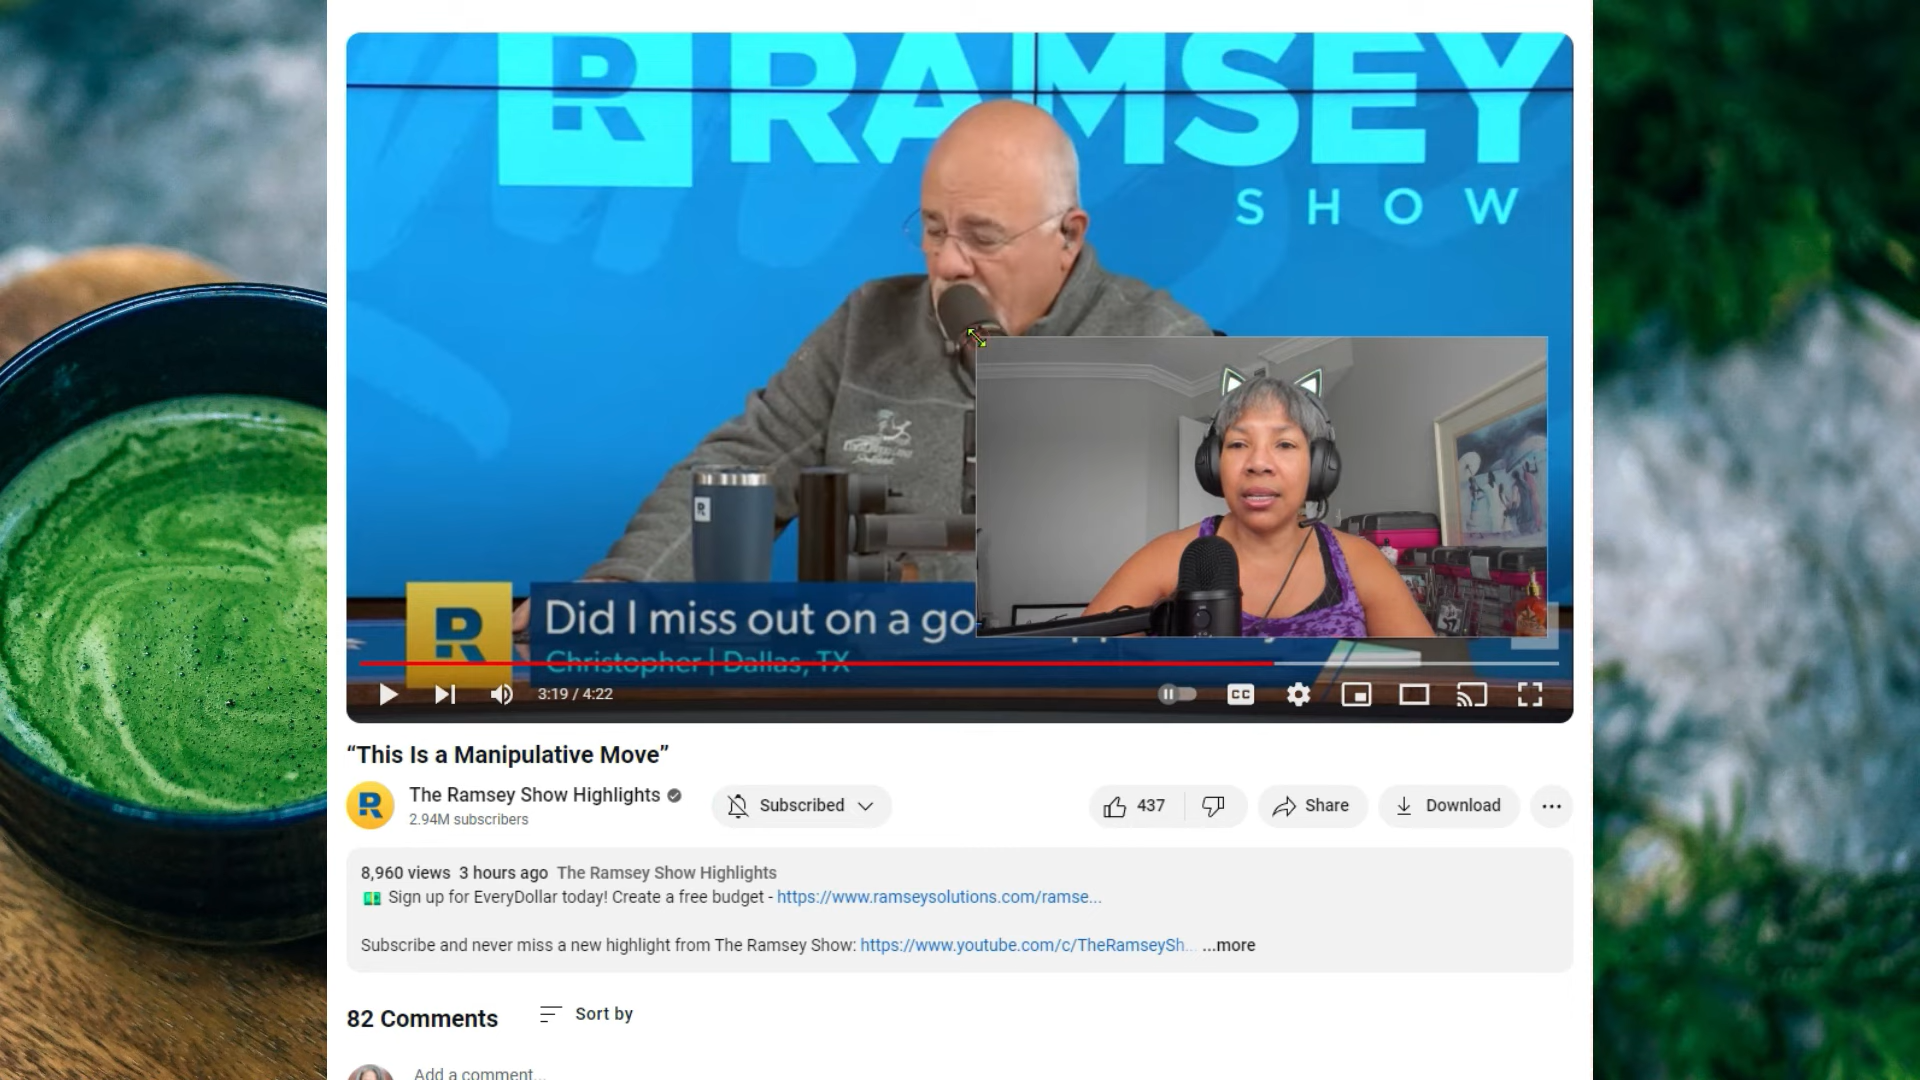 R RAMSEY
SHOW
R
R
Did I miss out on a go
Christopher | Dallas, TX
3:19 / 4:22
CC
“This Is a Manipulative Move”
R
The Ramsey Show Highlights
2.94M subscribers
Subscribed
437
Share
Download
8,960 views 3 hours ago The Ramsey Show Highlights
Sign up for EveryDollar today! Create a free budget - https://www.ramseysolutions.com/ramse...
Subscribe and never miss a new highlight from The Ramsey Show: https://www.youtube.com/c/TheRamseySh... ...more
82 Comments
Sort by
Add a comment...